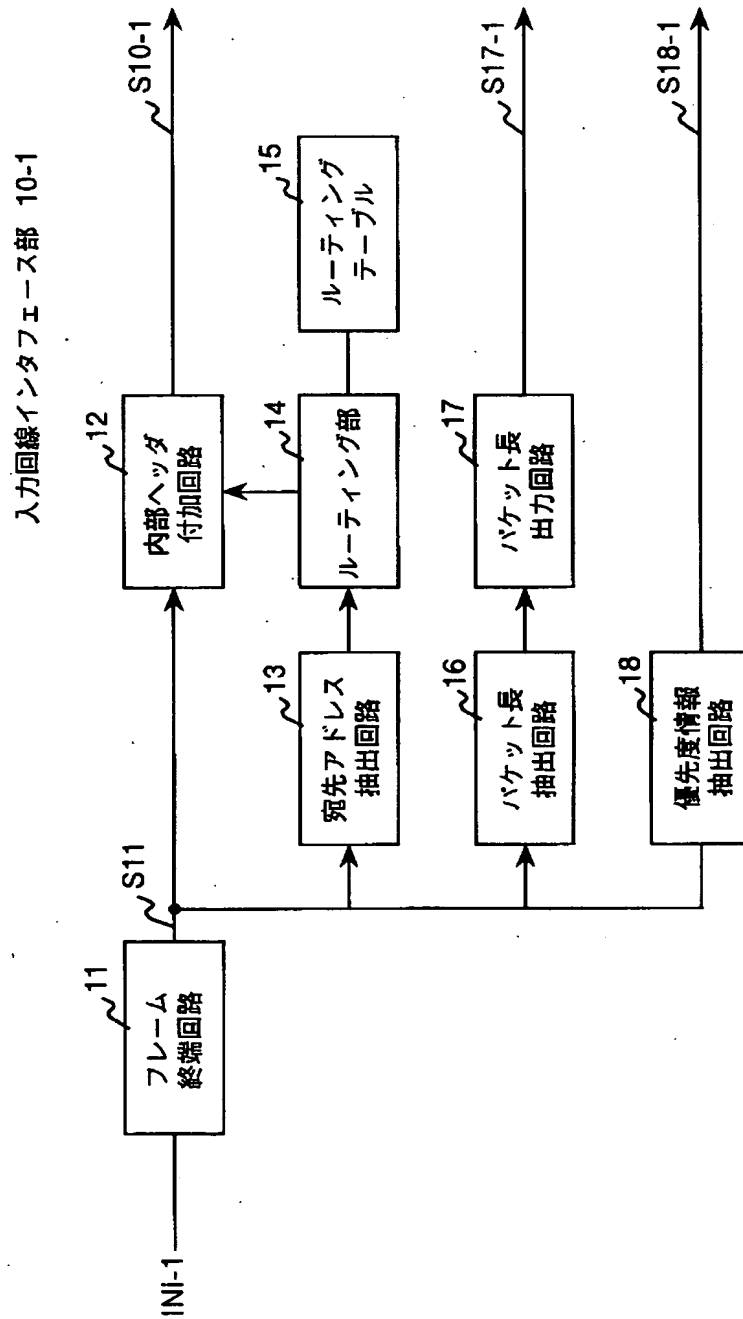 入力回線インタフェース部 10-1
INi-1
11
フレーム
終端回路
S11
12
内部ヘッダ
付加回路
S10-1
13
宛先アドレス
抽出回路
14
ルーティング部
15
ルーティング
テーブル
16
パケット長
抽出回路
17
パケット長
出力回路
S17-1
18
優先度情報
抽出回路
S18-1